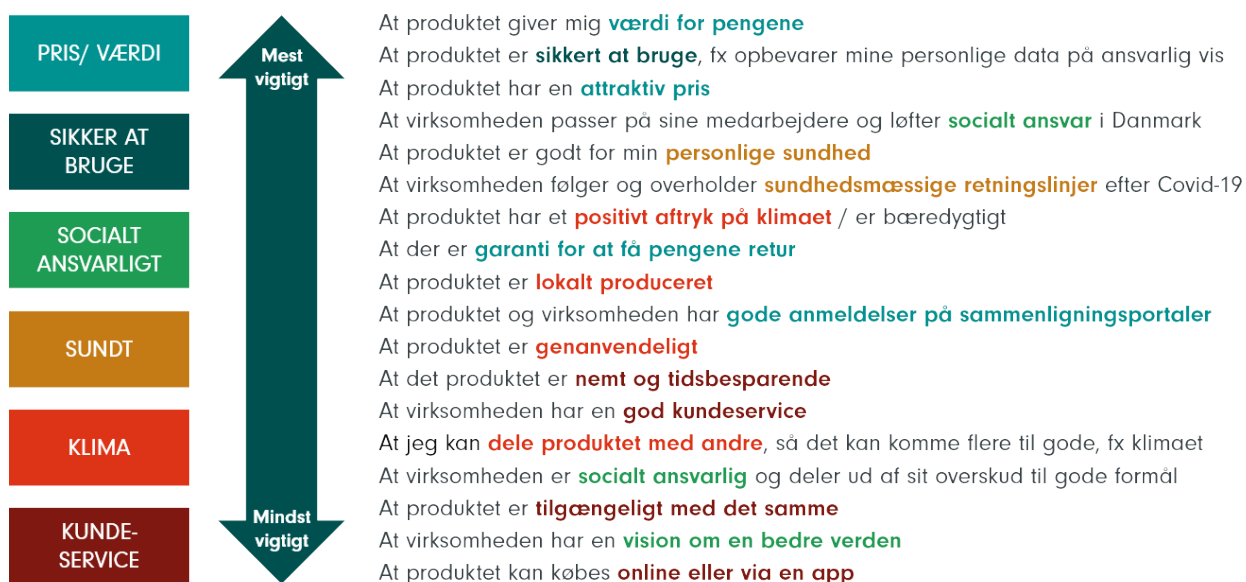 PRIS/ VÆRDI
SIKKER AT
BRUGE
SOCIALT
ANSVARLIGT
SUNDT
KLIMA
KUNDE-
SERVICE
Mest
vigtigt
Mindst
vigtigt
At produktet giver mig værdi for pengene
At produktet er sikkert at bruge, fx opbevarer mine personlige data på ansvarlig vis
At produktet har en attraktiv pris
At virksomheden passer på sine medarbejdere og løfter socialt ansvar i Danmark
At produktet er godt for min personlige sundhed
At virksomheden følger og overholder sundhedsmæssige retningslinjer efter Covid-19
At produktet har et positivt aftryk på klimaet / er bæredygtigt
At der er garanti for at få pengene retur
At produktet er lokalt produceret
At produktet og virksomheden har gode anmeldelser på sammenligningsportaler
At produktet er genanvendeligt
At det produktet er nemt og tidsbesparende
At virksomheden har en god kundeservice
At jeg kan dele produktet med andre, så det kan komme flere til gode, fx klimaet
At virksomheden er socialt ansvarlig og deler ud af sit overskud til gode formål
At produktet er tilgængeligt med det samme
At virksomheden har en vision om en bedre verden
At produktet kan købes online eller via en app